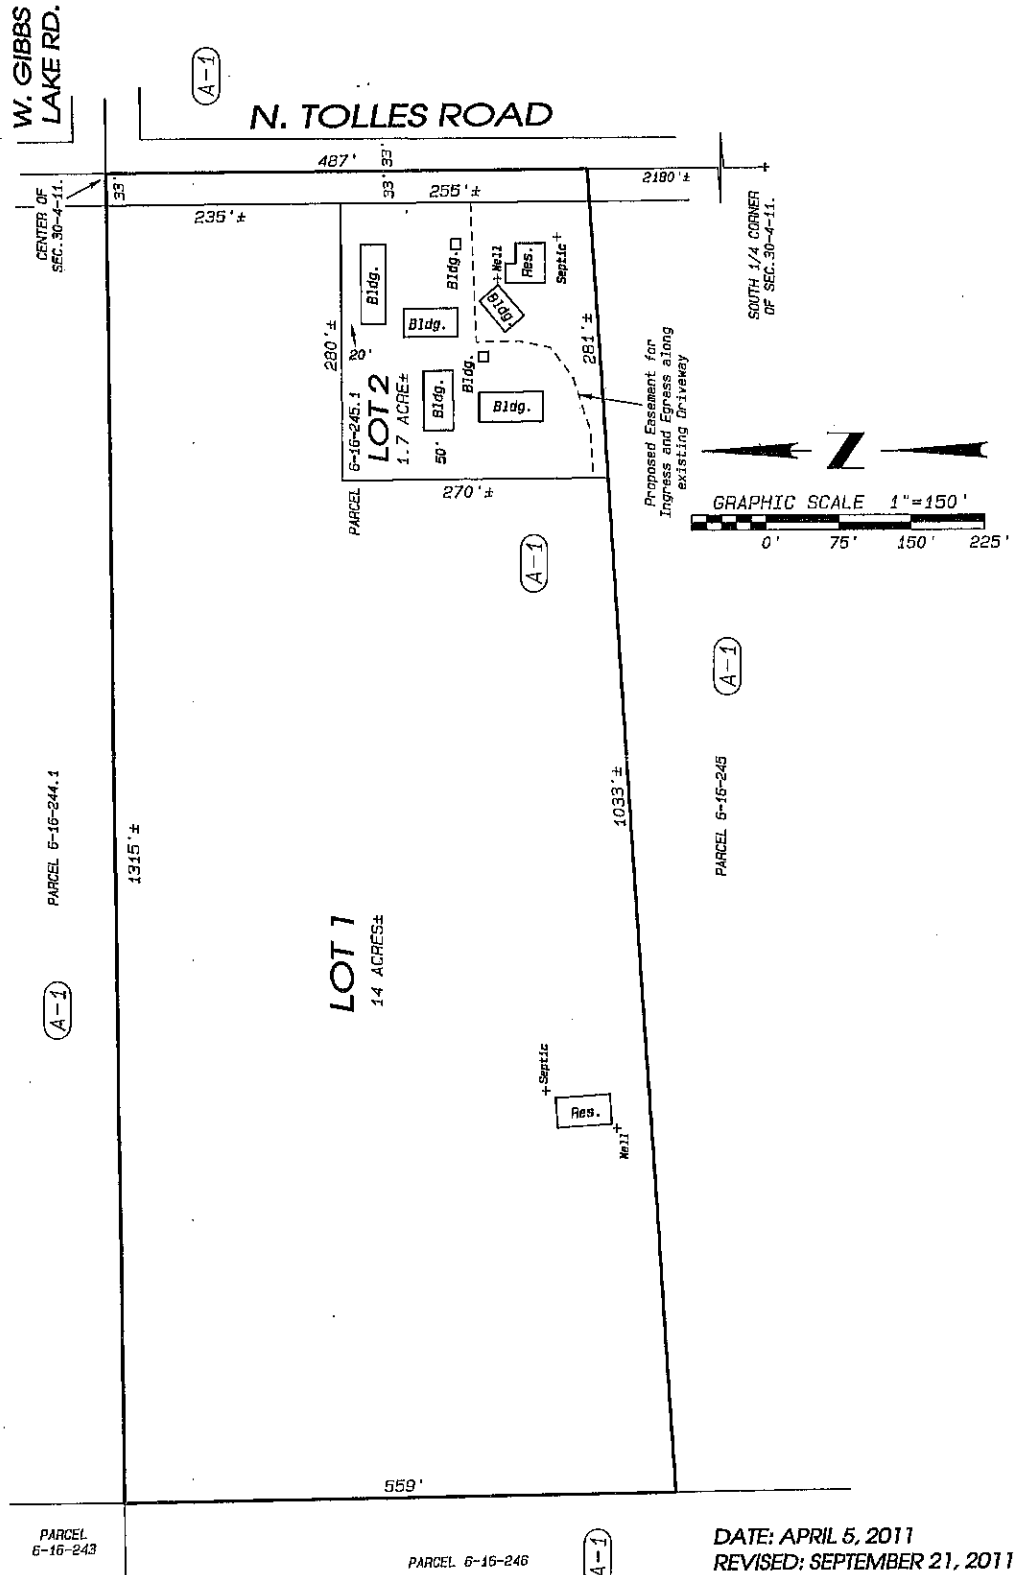 W. GIBBS
LAKE RD.
A-1
N. TOLLES ROAD
CENTER OF
SEC.30-4-11.
33'
487'
33'
33'
255'±
2180'±
235'±
SOUTH 1/4 CORNER
OF SEC.30-4-11.
Bldg.
Bldg.
Well
Res.
Septic
Bldg.
Bldg.
280'±
20'
281'±
Bldg.
Bldg.
Bldg.
PARCEL 6-16-245.1
LOT 2
1.7 ACRE±
50'
270'±
Proposed Easement for
Ingress and Egress along
existing Driveway
Z
GRAPHIC SCALE 1"=150'
0' 75' 150' 225'
A-1
A-1
PARCEL 6-16-244.1
1315'±
1033'±
PARCEL 6-16-245
LOT 1
14 ACRES±
A-1
Septic
Res.
Well
559'
PARCEL
6-16-243
PARCEL 6-16-246
A-1
DATE: APRIL 5, 2011
REVISED: SEPTEMBER 21, 2011